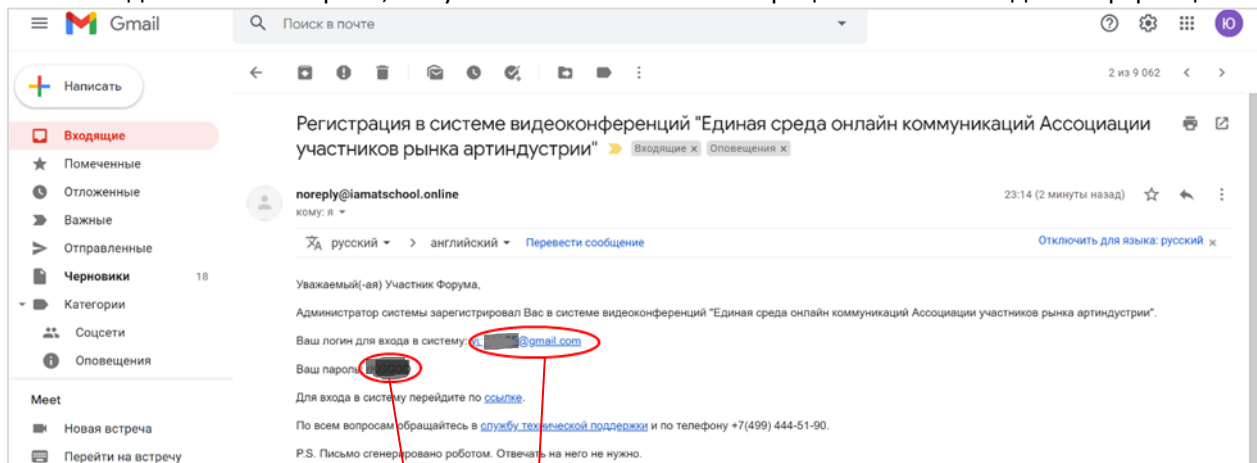 Gmail
Поиск в почте
Ю
Написать
2 из 9 062
Входящие
Помеченные
Отложенные
Важные
Отправленные
Черновики 18
Категории
Соцсети
Оповещения
Meet
Новая встреча
Перейти на встречу
Регистрация в системе видеоконференций "Единая среда онлайн коммуникаций Ассоциации
участников рынка артиндустрии" Входящие x Оповещения x
noreply@iamatschool.online 23:14 (2 минуты назад)
кому: я
русский > английский Перевести сообщение Отключить для языка: русский x
Уважаемый(-ая) Участник Форума,
Администратор системы зарегистрировал Вас в системе видеоконференций "Единая среда онлайн коммуникаций Ассоциации участников рынка артиндустрии".
Ваш логин для входа в систему: @gmail.com
Ваш пароль:
Для входа в систему перейдите по ссылке.
По всем вопросам обращайтесь в службу технической поддержки и по телефону +7(499) 444-51-90.
P.S. Письмо сгенерировано роботом. Отвечать на него не нужно.